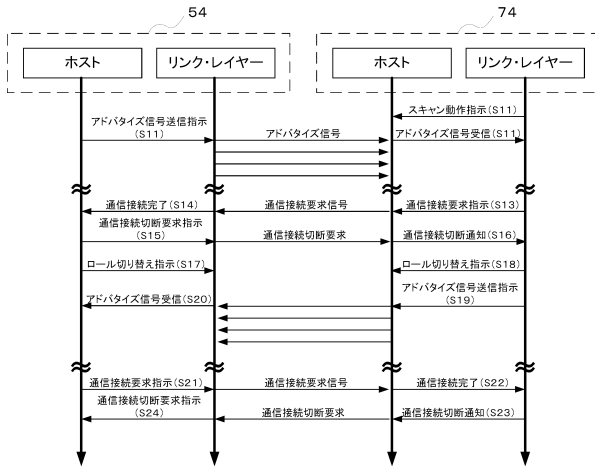 54
74
ホスト
リンク・レイヤー
ホスト
リンク・レイヤー
スキャン動作指示(S11)
アドバタイズ信号送信指示
(S11)
アドバタイズ信号
アドバタイズ信号受信(S11)
通信接続完了(S14)
通信接続要求信号
通信接続要求指示(S13)
通信接続切断要求指示
(S15)
通信接続切断要求
通信接続切断通知(S16)
ロール切り替え指示(S17)
ロール切り替え指示(S18)
アドバタイズ信号受信(S20)
アドバタイズ信号送信指示
(S19)
通信接続要求指示(S21)
通信接続要求信号
通信接続完了(S22)
通信接続切断要求指示
(S24)
通信接続切断要求
通信接続切断通知(S23)